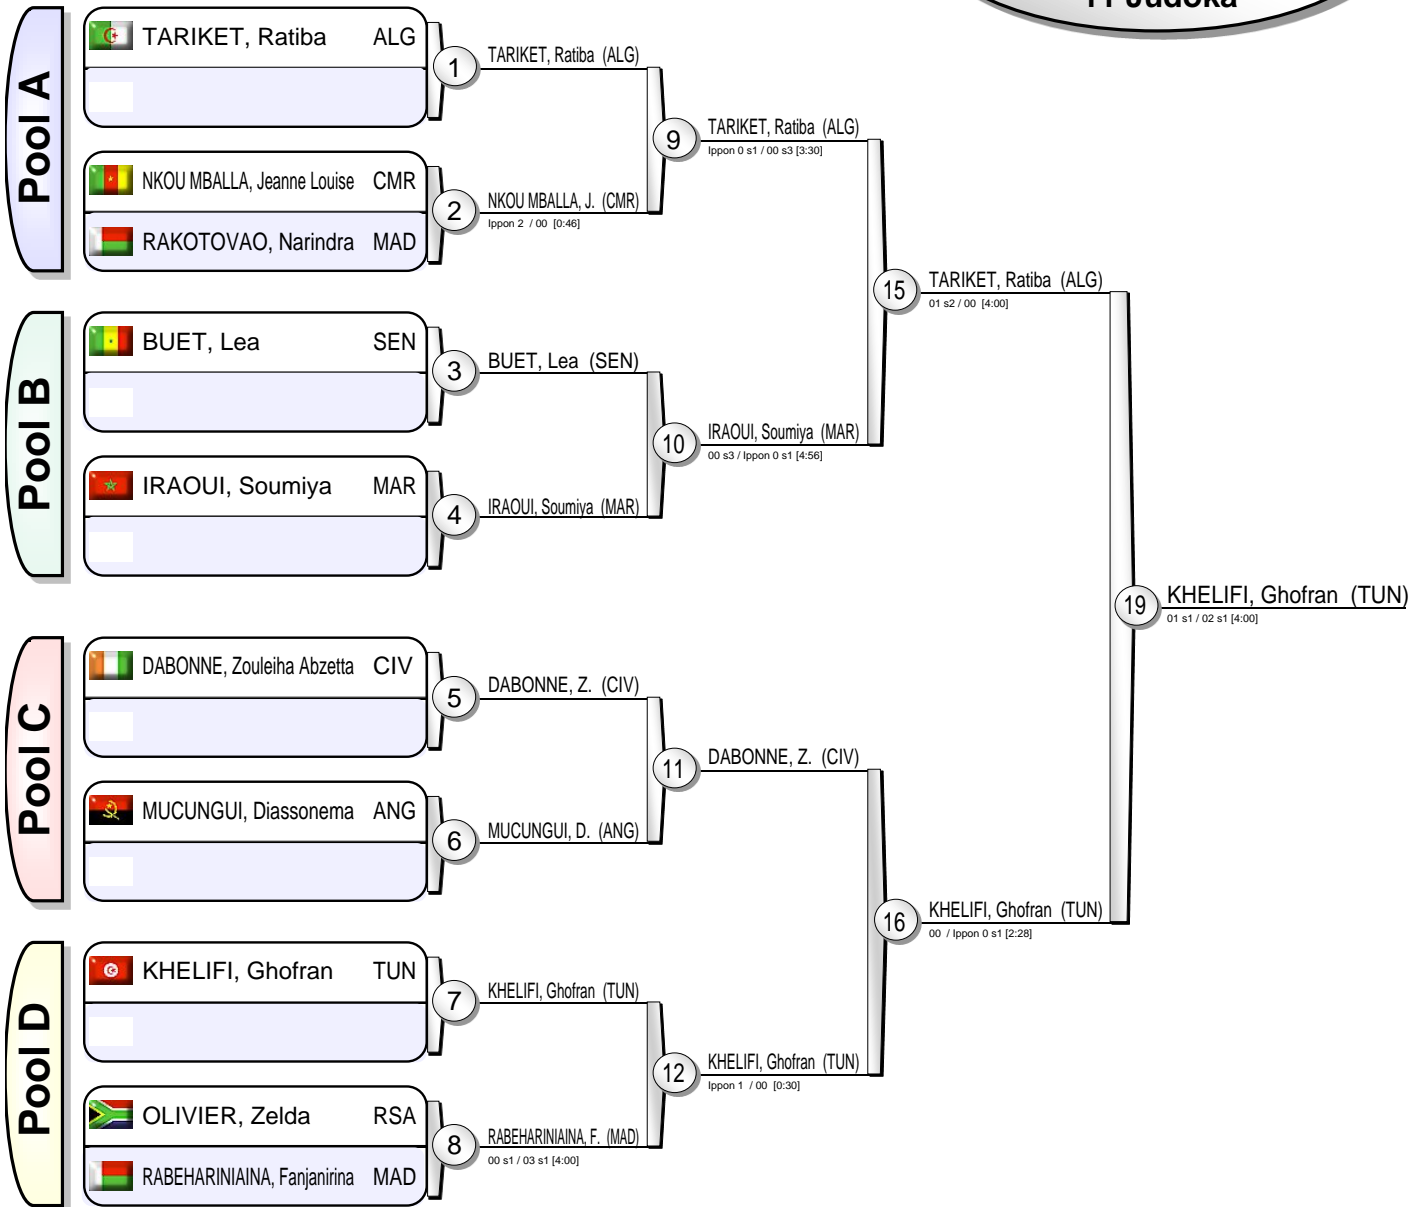 11 Judoka
Pool A
TARIKET, Ratiba ALG
NKOU MBALLA, Jeanne Louise CMR
RAKOTOVAO, Narindra MAD
Pool B
BUET, Lea SEN
IRAOUI, Soumiya MAR
Pool C
DABONNE, Zouleiha Abzetta CIV
MUCUNGUI, Diassonema ANG
Pool D
KHELIFI, Ghofran TUN
OLIVIER, Zelda RSA
RABEHARINIAINA, Fanjanirina MAD
1 TARIKET, Ratiba (ALG)
2 NKOU MBALLA, J. (CMR)
Ippon 2 / 00 [0:46]
3 BUET, Lea (SEN)
4 IRAOUI, Soumiya (MAR)
5 DABONNE, Z. (CIV)
6 MUCUNGUI, D. (ANG)
7 KHELIFI, Ghofran (TUN)
8 RABEHARINIAINA, F. (MAD)
00 s1 / 03 s1 [4:00]
9 TARIKET, Ratiba (ALG)
Ippon 0 s1 / 00 s3 [3:30]
10 IRAOUI, Soumiya (MAR)
00 s3 / Ippon 0 s1 [4:56]
11 DABONNE, Z. (CIV)
12 KHELIFI, Ghofran (TUN)
Ippon 1 / 00 [0:30]
15 TARIKET, Ratiba (ALG)
01 s2 / 00 [4:00]
16 KHELIFI, Ghofran (TUN)
00 / Ippon 0 s1 [2:28]
19 KHELIFI, Ghofran (TUN)
01 s1 / 02 s1 [4:00]